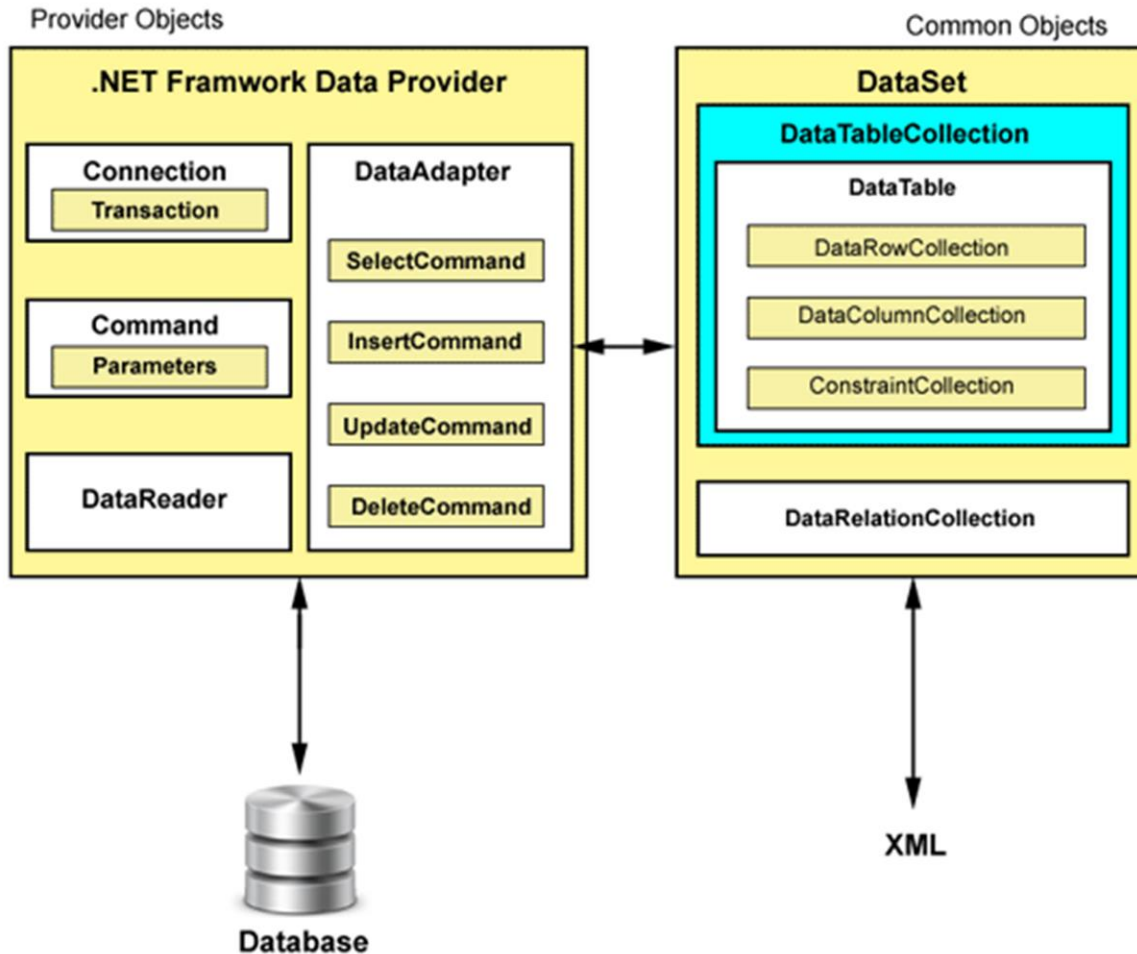 Provider Objects
Common Objects
.NET Framwork Data Provider
Connection
Transaction
Command
Parameters
DataReader
DataAdapter
SelectCommand
InsertCommand
UpdateCommand
DeleteCommand
DataSet
DataTableCollection
DataTable
DataRowCollection
DataColumnCollection
ConstraintCollection
DataRelationCollection
Database
XML